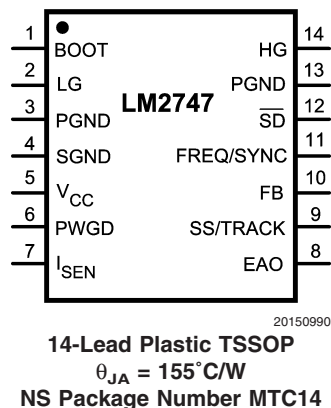 1 BOOT HG 14
2 LG PGND 13
LM2747
3 PGND SD 12
4 SGND FREQ/SYNC 11
5 VCC FB 10
6 PWGD SS/TRACK 9
7 ISEN EAO 8
20150990
14-Lead Plastic TSSOP
θJA = 155°C/W
NS Package Number MTC14